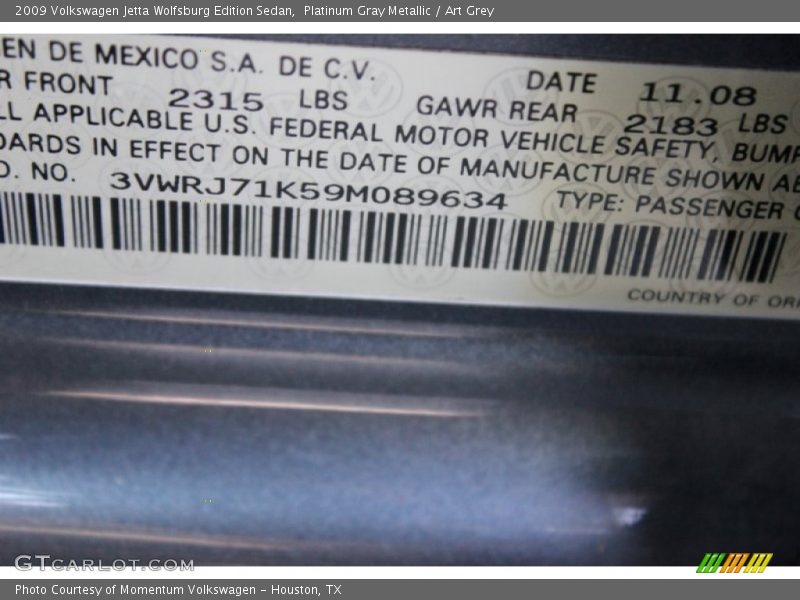 2009 Volkswagen Jetta Wolfsburg Edition Sedan, Platinum Gray Metallic / Art Grey
EN DE MEXICO S.A. DE C.V. DATE 11.08
R FRONT 2315 LBS GAWR REAR 2183 LBS
LL APPLICABLE U.S. FEDERAL MOTOR VEHICLE SAFETY, BUMP
DARDS IN EFFECT ON THE DATE OF MANUFACTURE SHOWN AB
D. NO. 3VWRJ71K59M089634 TYPE: PASSENGER C
COUNTRY OF ORI
GTCARLOT.COM
Photo Courtesy of Momentum Volkswagen - Houston, TX